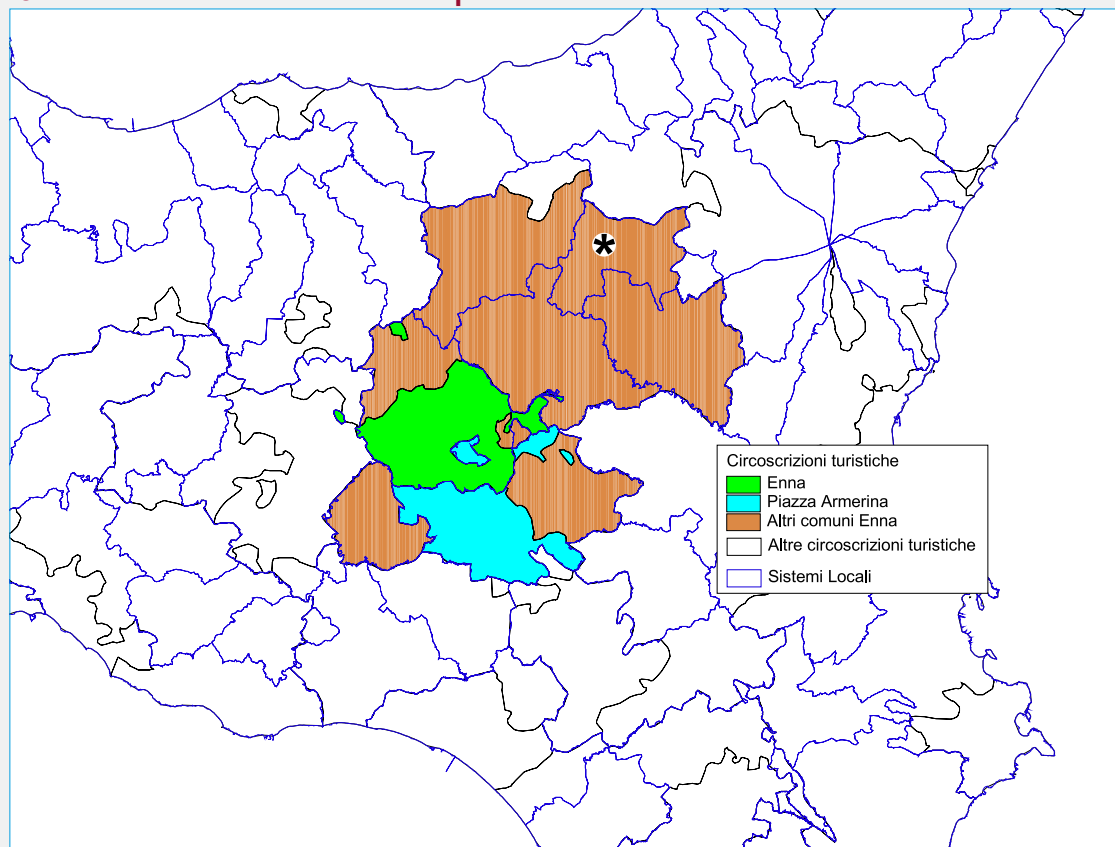 Circoscrizioni turistiche
Enna
Piazza Armerina
Altri comuni Enna
Altre circoscrizioni turistiche
Sistemi Locali
*